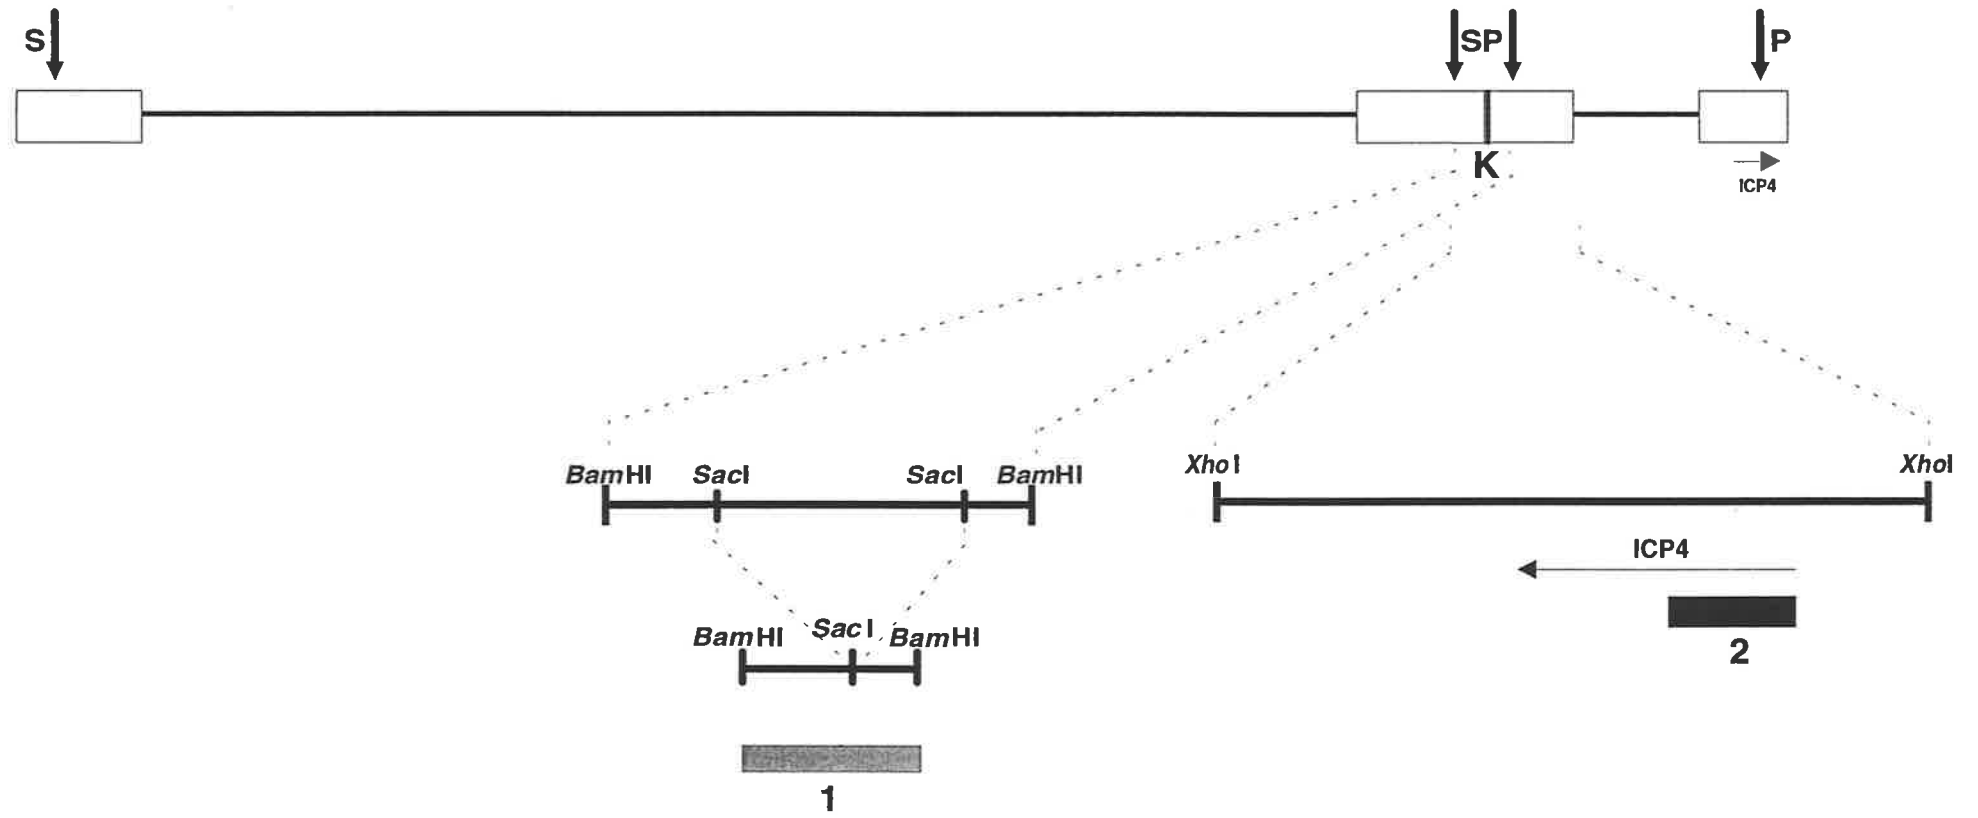 S SP P
K
ICP4
BamHI SacI SacI BamHI XhoI XhoI
ICP4
BamHI SacI BamHI
2
1